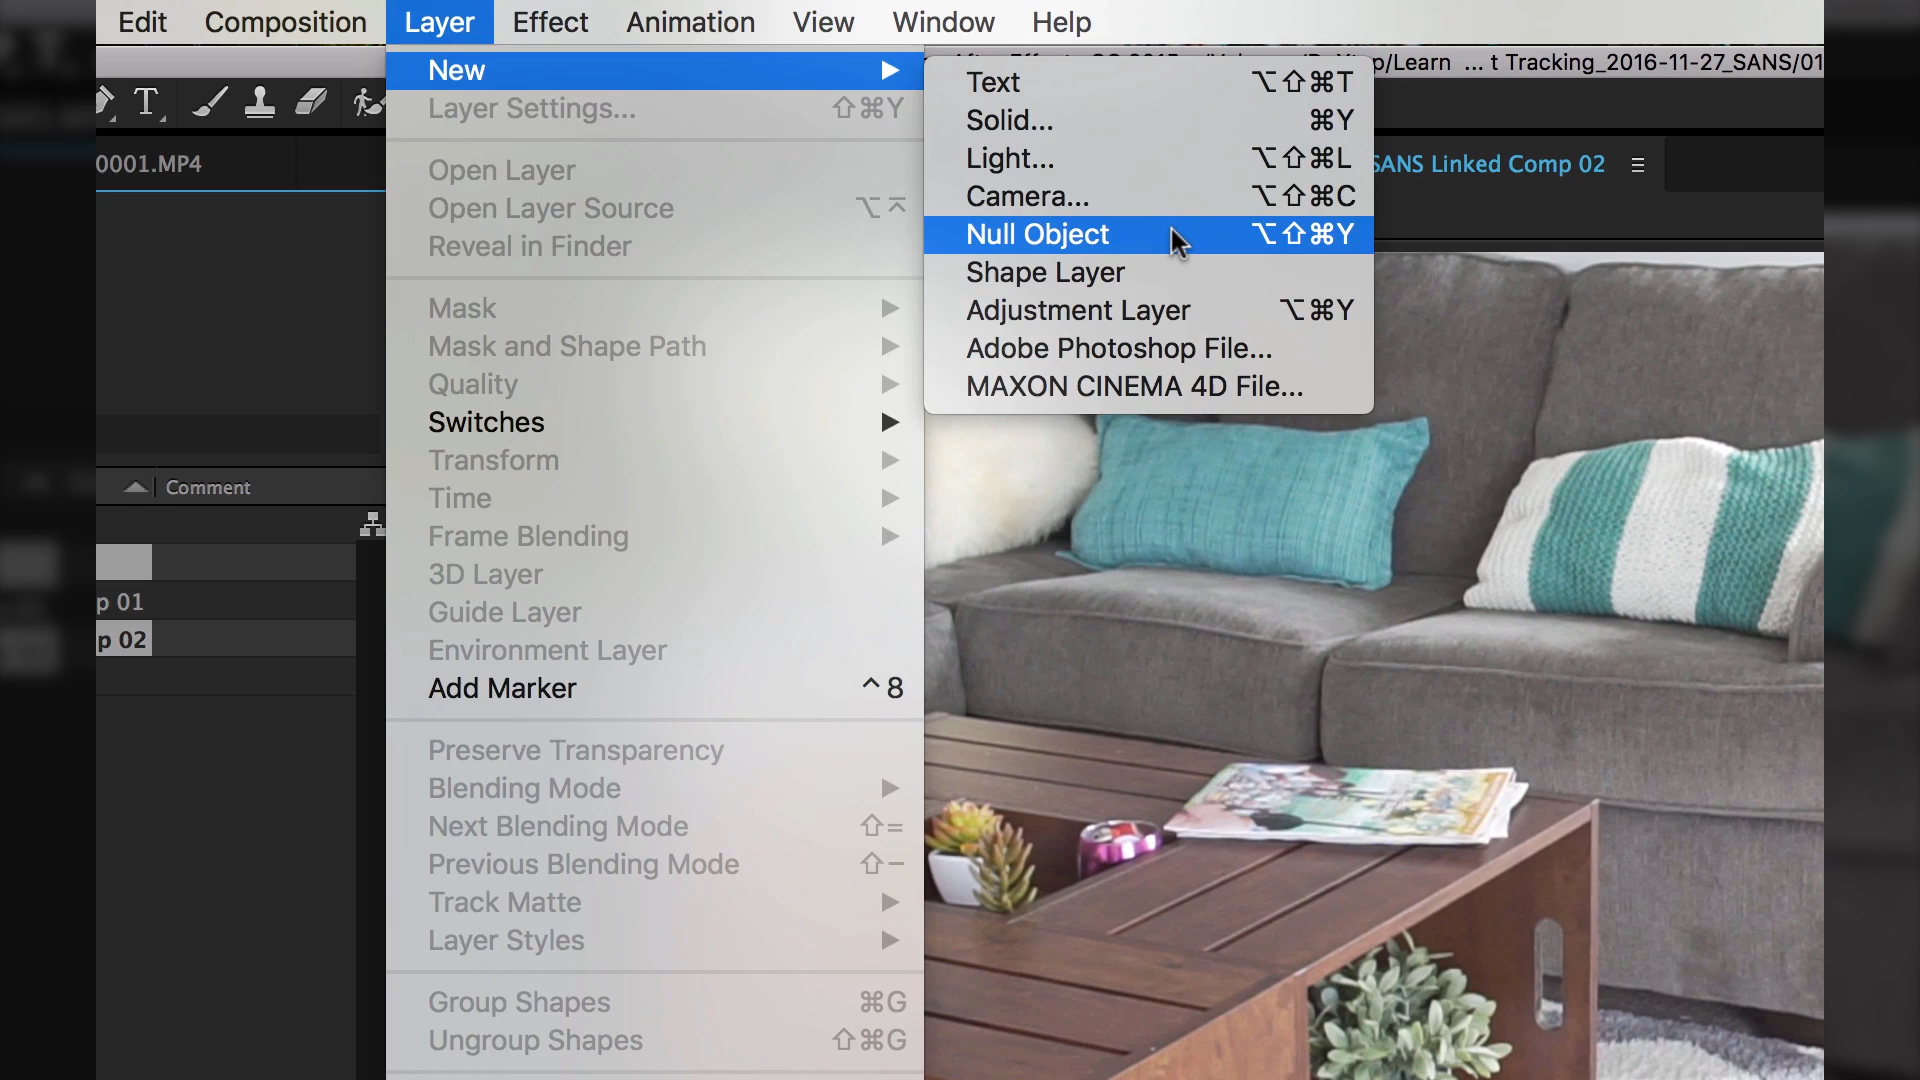 Edit Composition Layer Effect Animation View Window Help
/Learn ... t Tracking_2016-11-27_SANS/01
T
0001.MP4
SANS Linked Comp 02
Comment
p 01
p 02
New
Layer Settings... ⇧⌘Y
Open Layer
Open Layer Source ⌥⌤
Reveal in Finder
Mask
Mask and Shape Path
Quality
Switches
Transform
Time
Frame Blending
3D Layer
Guide Layer
Environment Layer
Add Marker ^8
Preserve Transparency
Blending Mode
Next Blending Mode ⇧=
Previous Blending Mode ⇧-
Track Matte
Layer Styles
Group Shapes ⌘G
Ungroup Shapes ⇧⌘G
Text ⌥⇧⌘T
Solid... ⌘Y
Light... ⌥⇧⌘L
Camera... ⌥⇧⌘C
Null Object ⌥⇧⌘Y
Shape Layer
Adjustment Layer ⌥⌘Y
Adobe Photoshop File...
MAXON CINEMA 4D File...